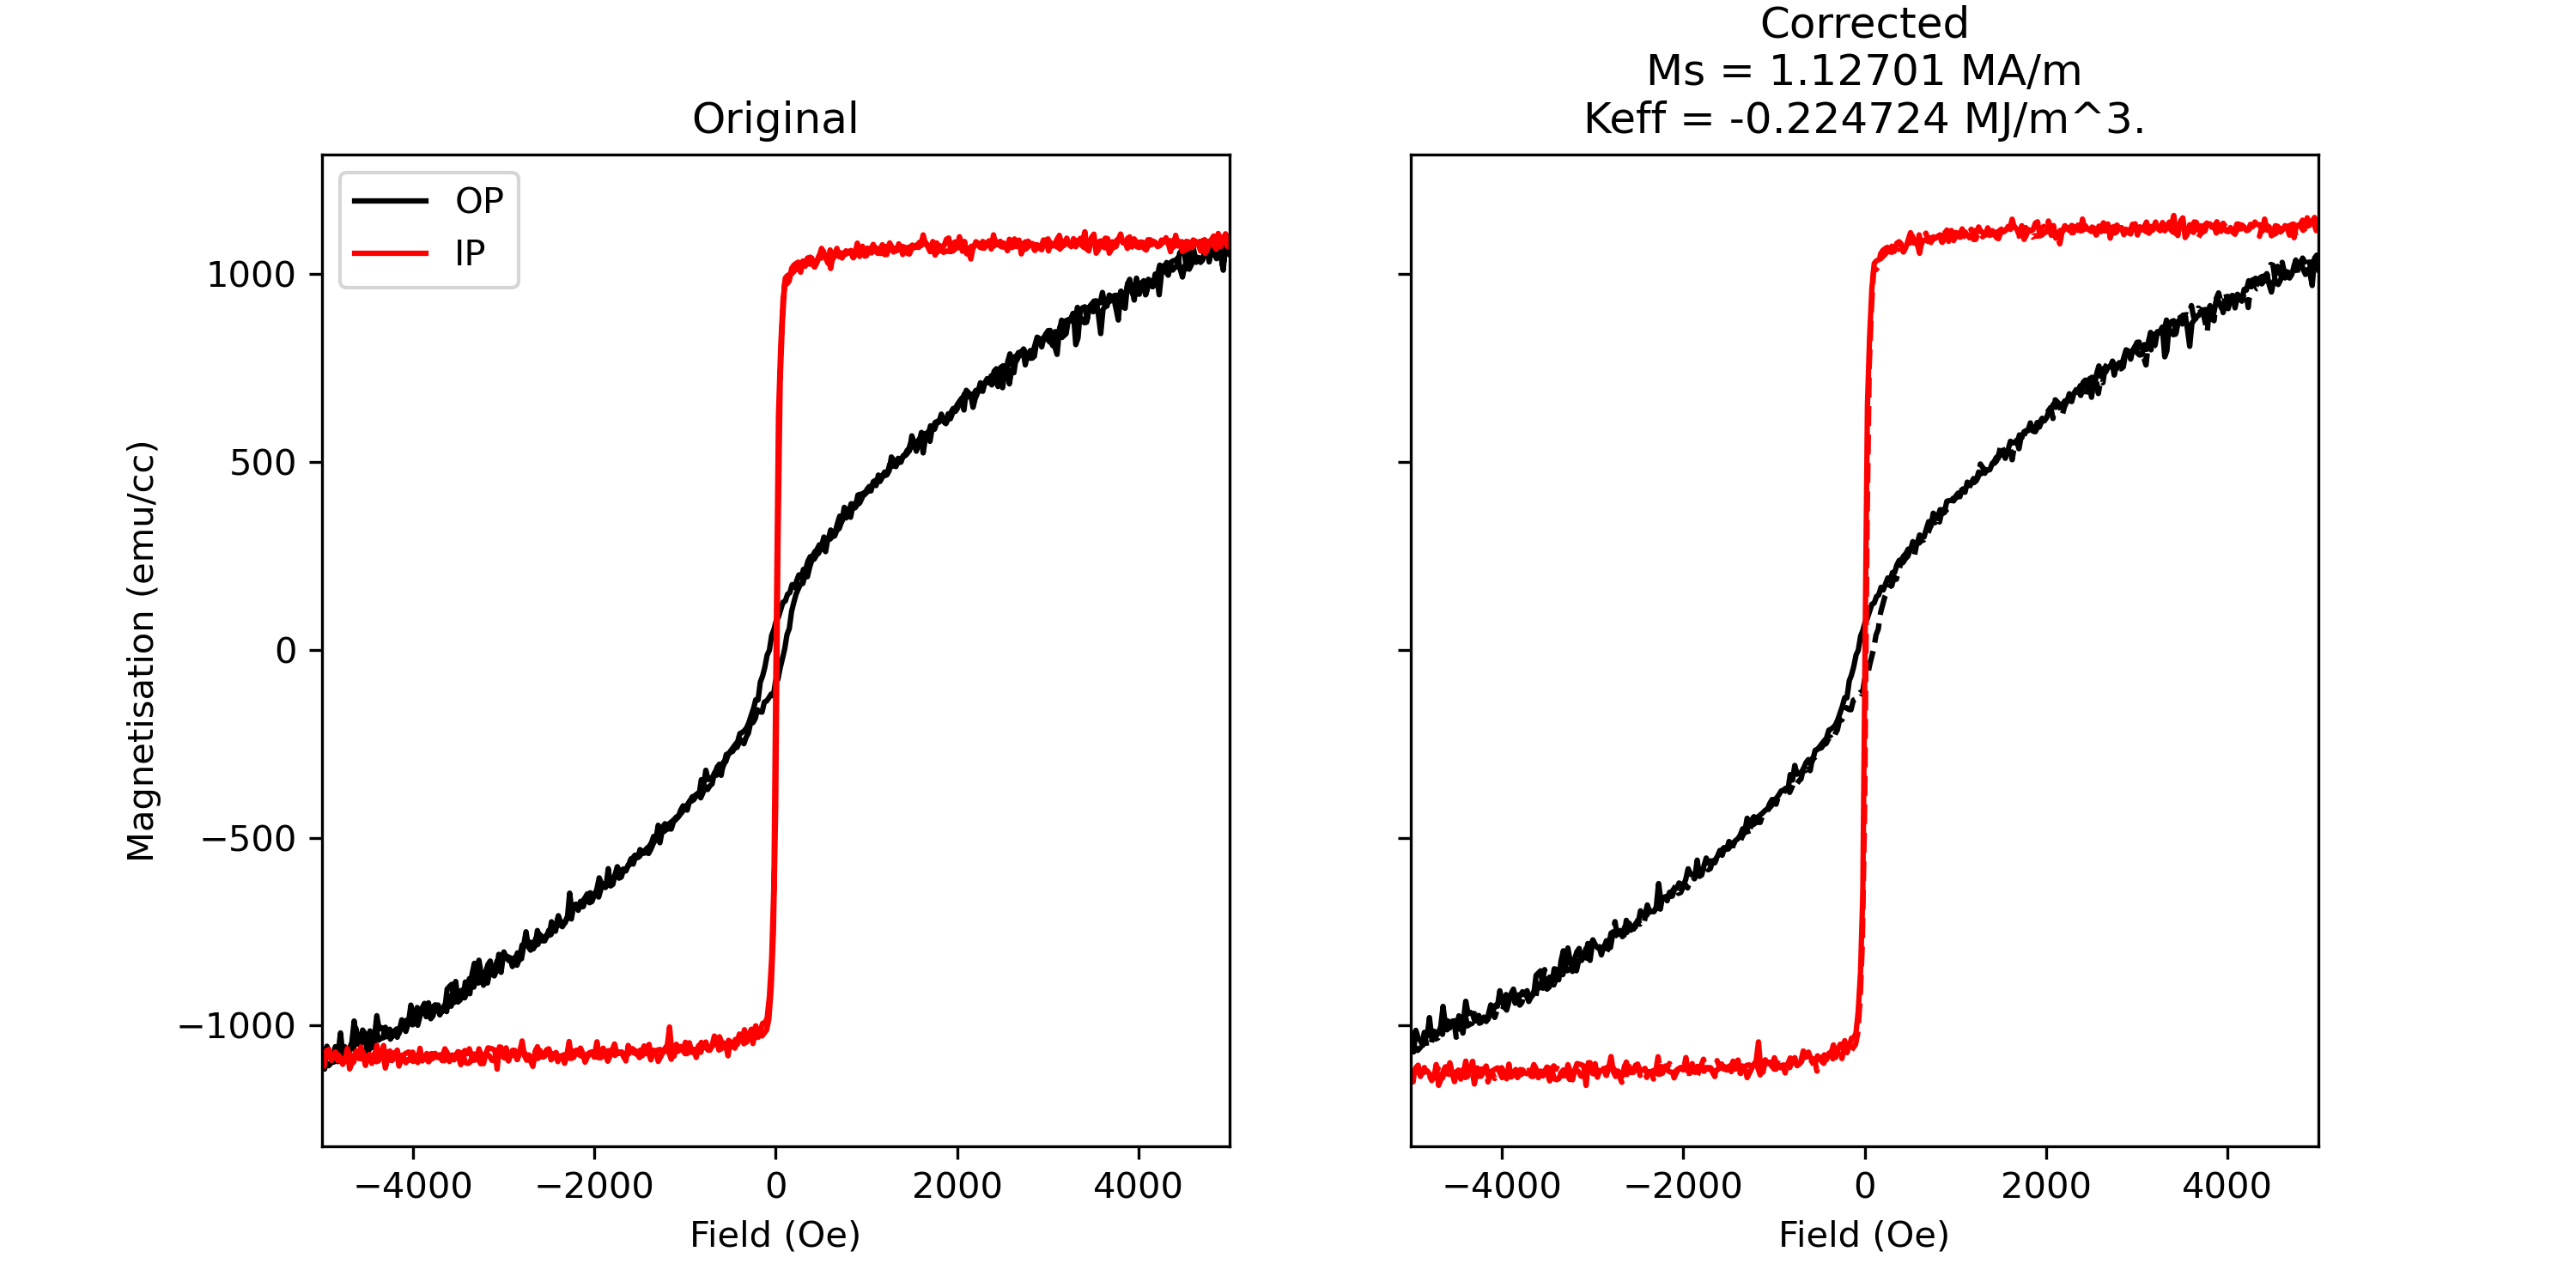 Original
OP
IP
1000
500
0
−500
−1000
Magnetisation (emu/cc)
−4000 −2000 0 2000 4000
Field (Oe)
Corrected
Ms = 1.12701 MA/m
Keff = -0.224724 MJ/m^3.
−4000 −2000 0 2000 4000
Field (Oe)